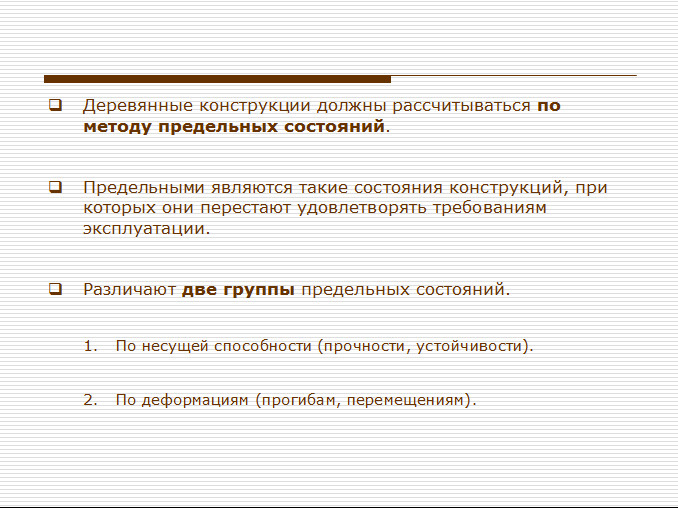 Деревянные конструкции должны рассчитываться по
методу предельных состояний.
Предельными являются такие состояния конструкций, при
которых они перестают удовлетворять требованиям
эксплуатации.
Различают две группы предельных состояний.
1. По несущей способности (прочности, устойчивости).
2. По деформациям (прогибам, перемещениям).